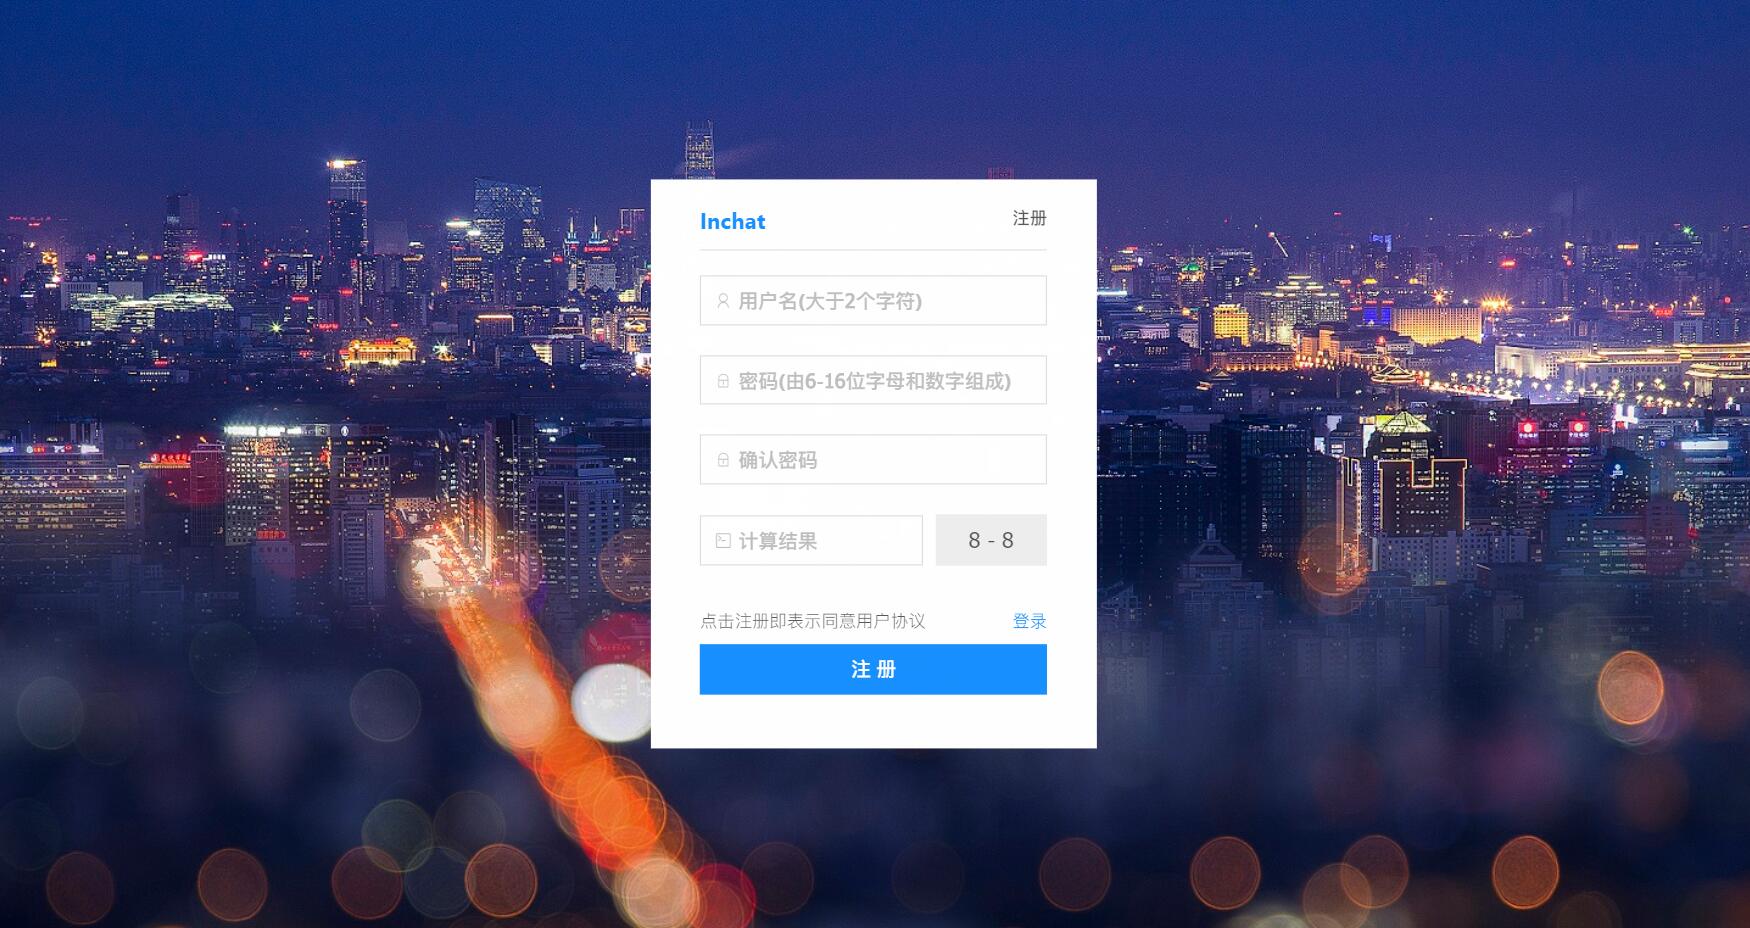 Inchat 注册
用户名(大于2个字符)
密码(由6-16位字母和数字组成)
确认密码
计算结果 8 - 8
点击注册即表示同意用户协议 登录
注 册